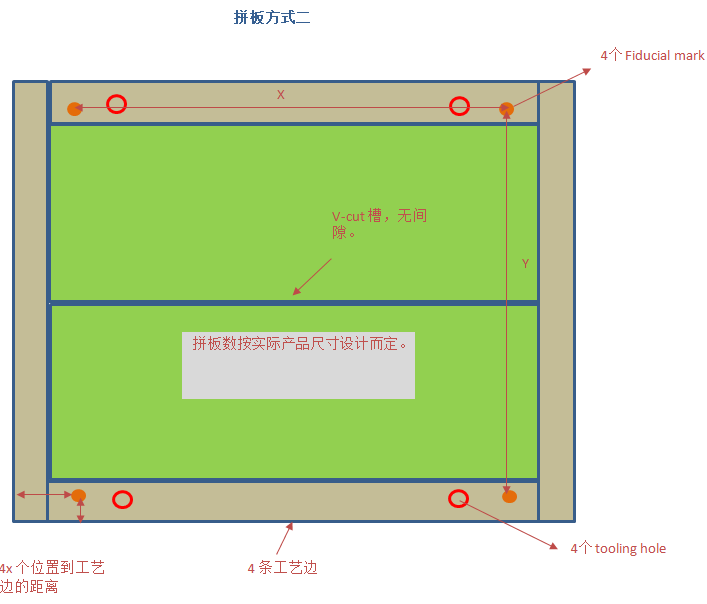 拼板方式二
4个 Fiducial mark
X
V-cut 槽，无间
隙。
Y
拼板数按实际产品尺寸设计而定。
4个 tooling hole
4x 个位置到工艺
边的距离
4 条工艺边